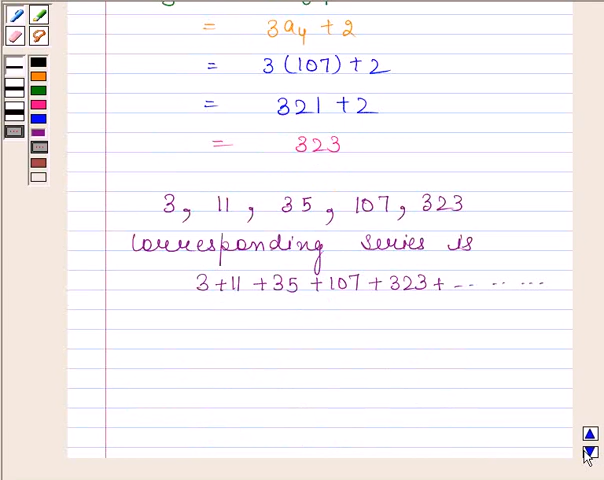 = 3a₄ + 2
= 3 (107) + 2
= 321 + 2
= 323
3, 11, 35, 107, 323
corresponding series is
3+11+35+107+323+ ... .. ....